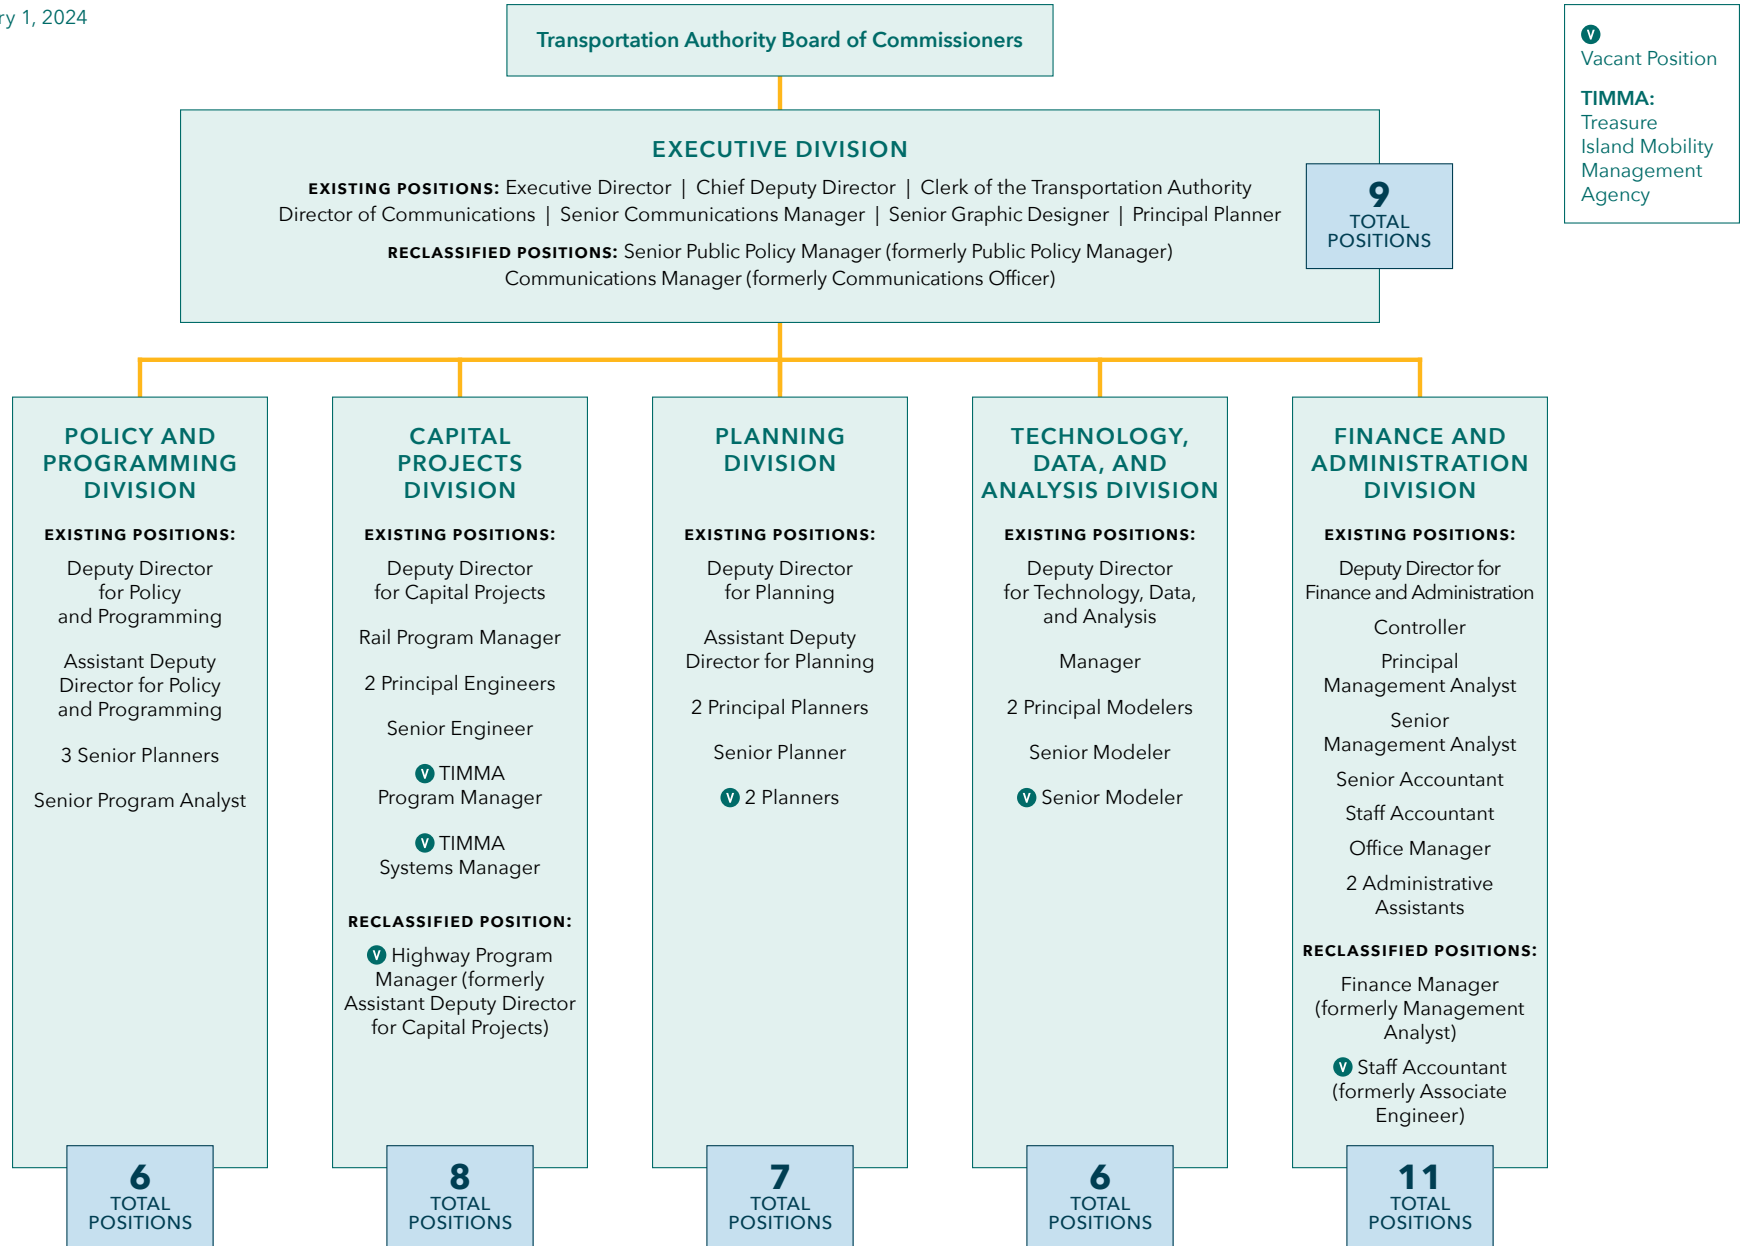 ry 1, 2024
Transportation Authority Board of Commissioners
V
Vacant Position
TIMMA:
Treasure
Island Mobility
Management
Agency
EXECUTIVE DIVISION
EXISTING POSITIONS: Executive Director | Chief Deputy Director | Clerk of the Transportation Authority
Director of Communications | Senior Communications Manager | Senior Graphic Designer | Principal Planner
RECLASSIFIED POSITIONS: Senior Public Policy Manager (formerly Public Policy Manager)
Communications Manager (formerly Communications Officer)
9
TOTAL
POSITIONS
POLICY AND
PROGRAMMING
DIVISION
EXISTING POSITIONS:
Deputy Director
for Policy
and Programming
Assistant Deputy
Director for Policy
and Programming
3 Senior Planners
Senior Program Analyst
6
TOTAL
POSITIONS
CAPITAL
PROJECTS
DIVISION
EXISTING POSITIONS:
Deputy Director
for Capital Projects
Rail Program Manager
2 Principal Engineers
Senior Engineer
V TIMMA
Program Manager
V TIMMA
Systems Manager
RECLASSIFIED POSITION:
V Highway Program
Manager (formerly
Assistant Deputy Director
for Capital Projects)
8
TOTAL
POSITIONS
PLANNING
DIVISION
EXISTING POSITIONS:
Deputy Director
for Planning
Assistant Deputy
Director for Planning
2 Principal Planners
Senior Planner
V 2 Planners
7
TOTAL
POSITIONS
TECHNOLOGY,
DATA, AND
ANALYSIS DIVISION
EXISTING POSITIONS:
Deputy Director
for Technology, Data,
and Analysis
Manager
2 Principal Modelers
Senior Modeler
V Senior Modeler
6
TOTAL
POSITIONS
FINANCE AND
ADMINISTRATION
DIVISION
EXISTING POSITIONS:
Deputy Director for
Finance and Administration
Controller
Principal
Management Analyst
Senior
Management Analyst
Senior Accountant
Staff Accountant
Office Manager
2 Administrative
Assistants
RECLASSIFIED POSITIONS:
Finance Manager
(formerly Management
Analyst)
V Staff Accountant
(formerly Associate
Engineer)
11
TOTAL
POSITIONS